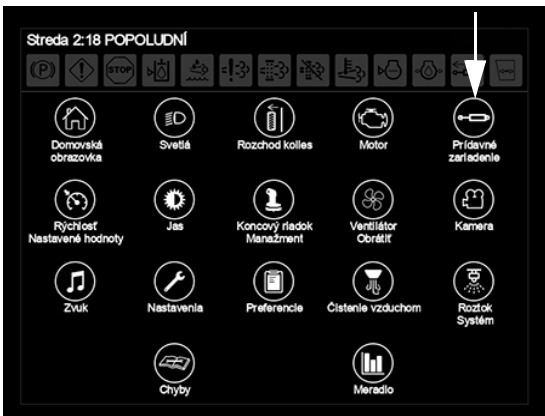 Streda 2:18 POPOLUDNÍ
(P) STOP
Domovská
obrazovka
Svetlá
Rozchod kolies
Motor
Prídavné
zariadenie
Rýchlosť
Nastavené hodnoty
Jas
Koncový riadok
Manažment
Ventilátor
Obrátiť
Kamera
Zvuk
Nastavenia
Preferencie
Čistenie vzduchom
Roztok
Systém
Chyby
Meradlo